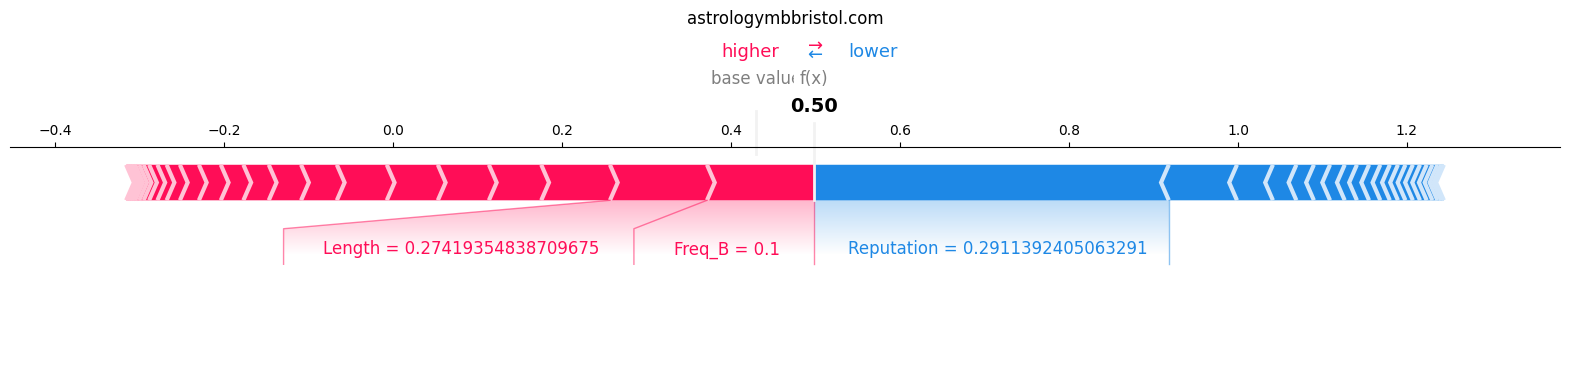 astrologymbbristol.com
higher ⇄ lower
base valu f(x)
0.50
−0.4 −0.2 0.0 0.2 0.4 0.6 0.8 1.0 1.2
Length = 0.27419354838709675 Freq_B = 0.1 Reputation = 0.2911392405063291